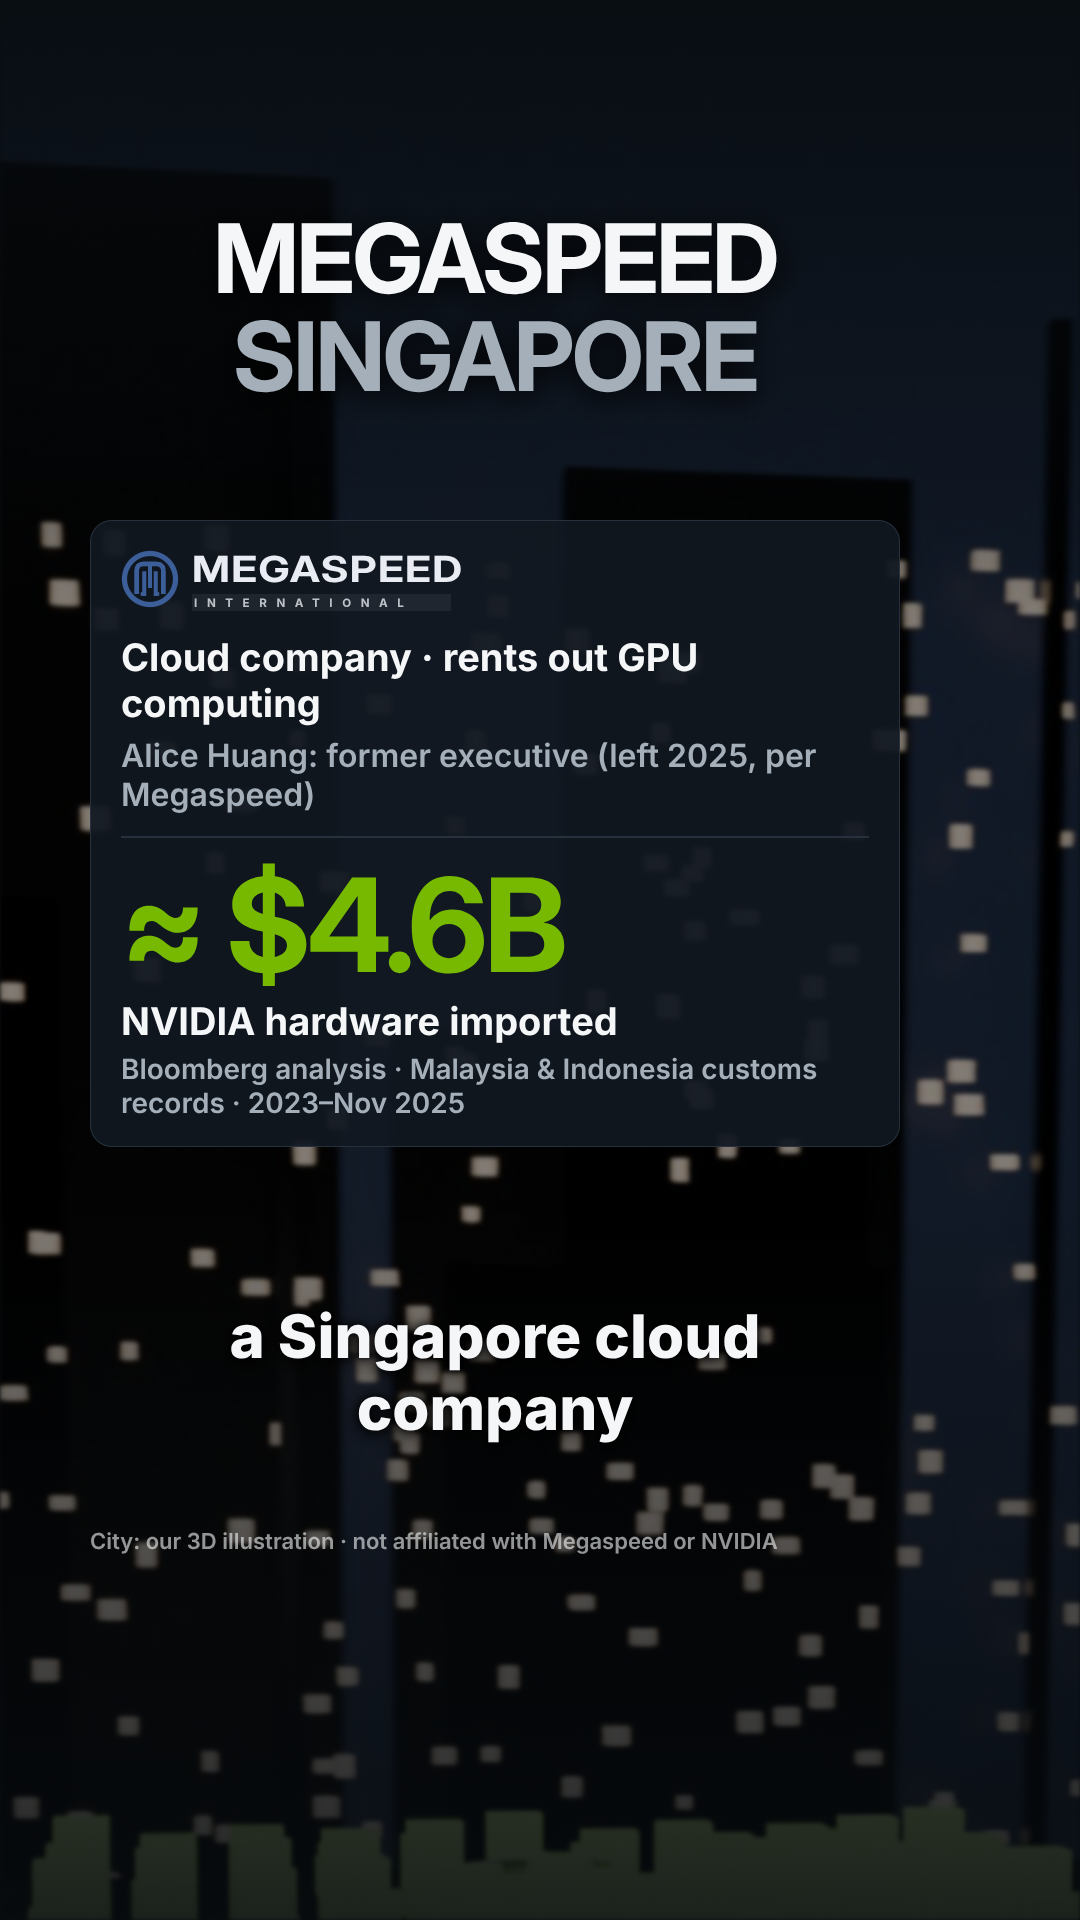 MEGASPEED
SINGAPORE
MEGASPEED
INTERNATIONAL
Cloud company · rents out GPU
computing
Alice Huang: former executive (left 2025, per
Megaspeed)
≈ $4.6B
NVIDIA hardware imported
Bloomberg analysis · Malaysia & Indonesia customs
records · 2023–Nov 2025
a Singapore cloud
company
City: our 3D illustration · not affiliated with Megaspeed or NVIDIA